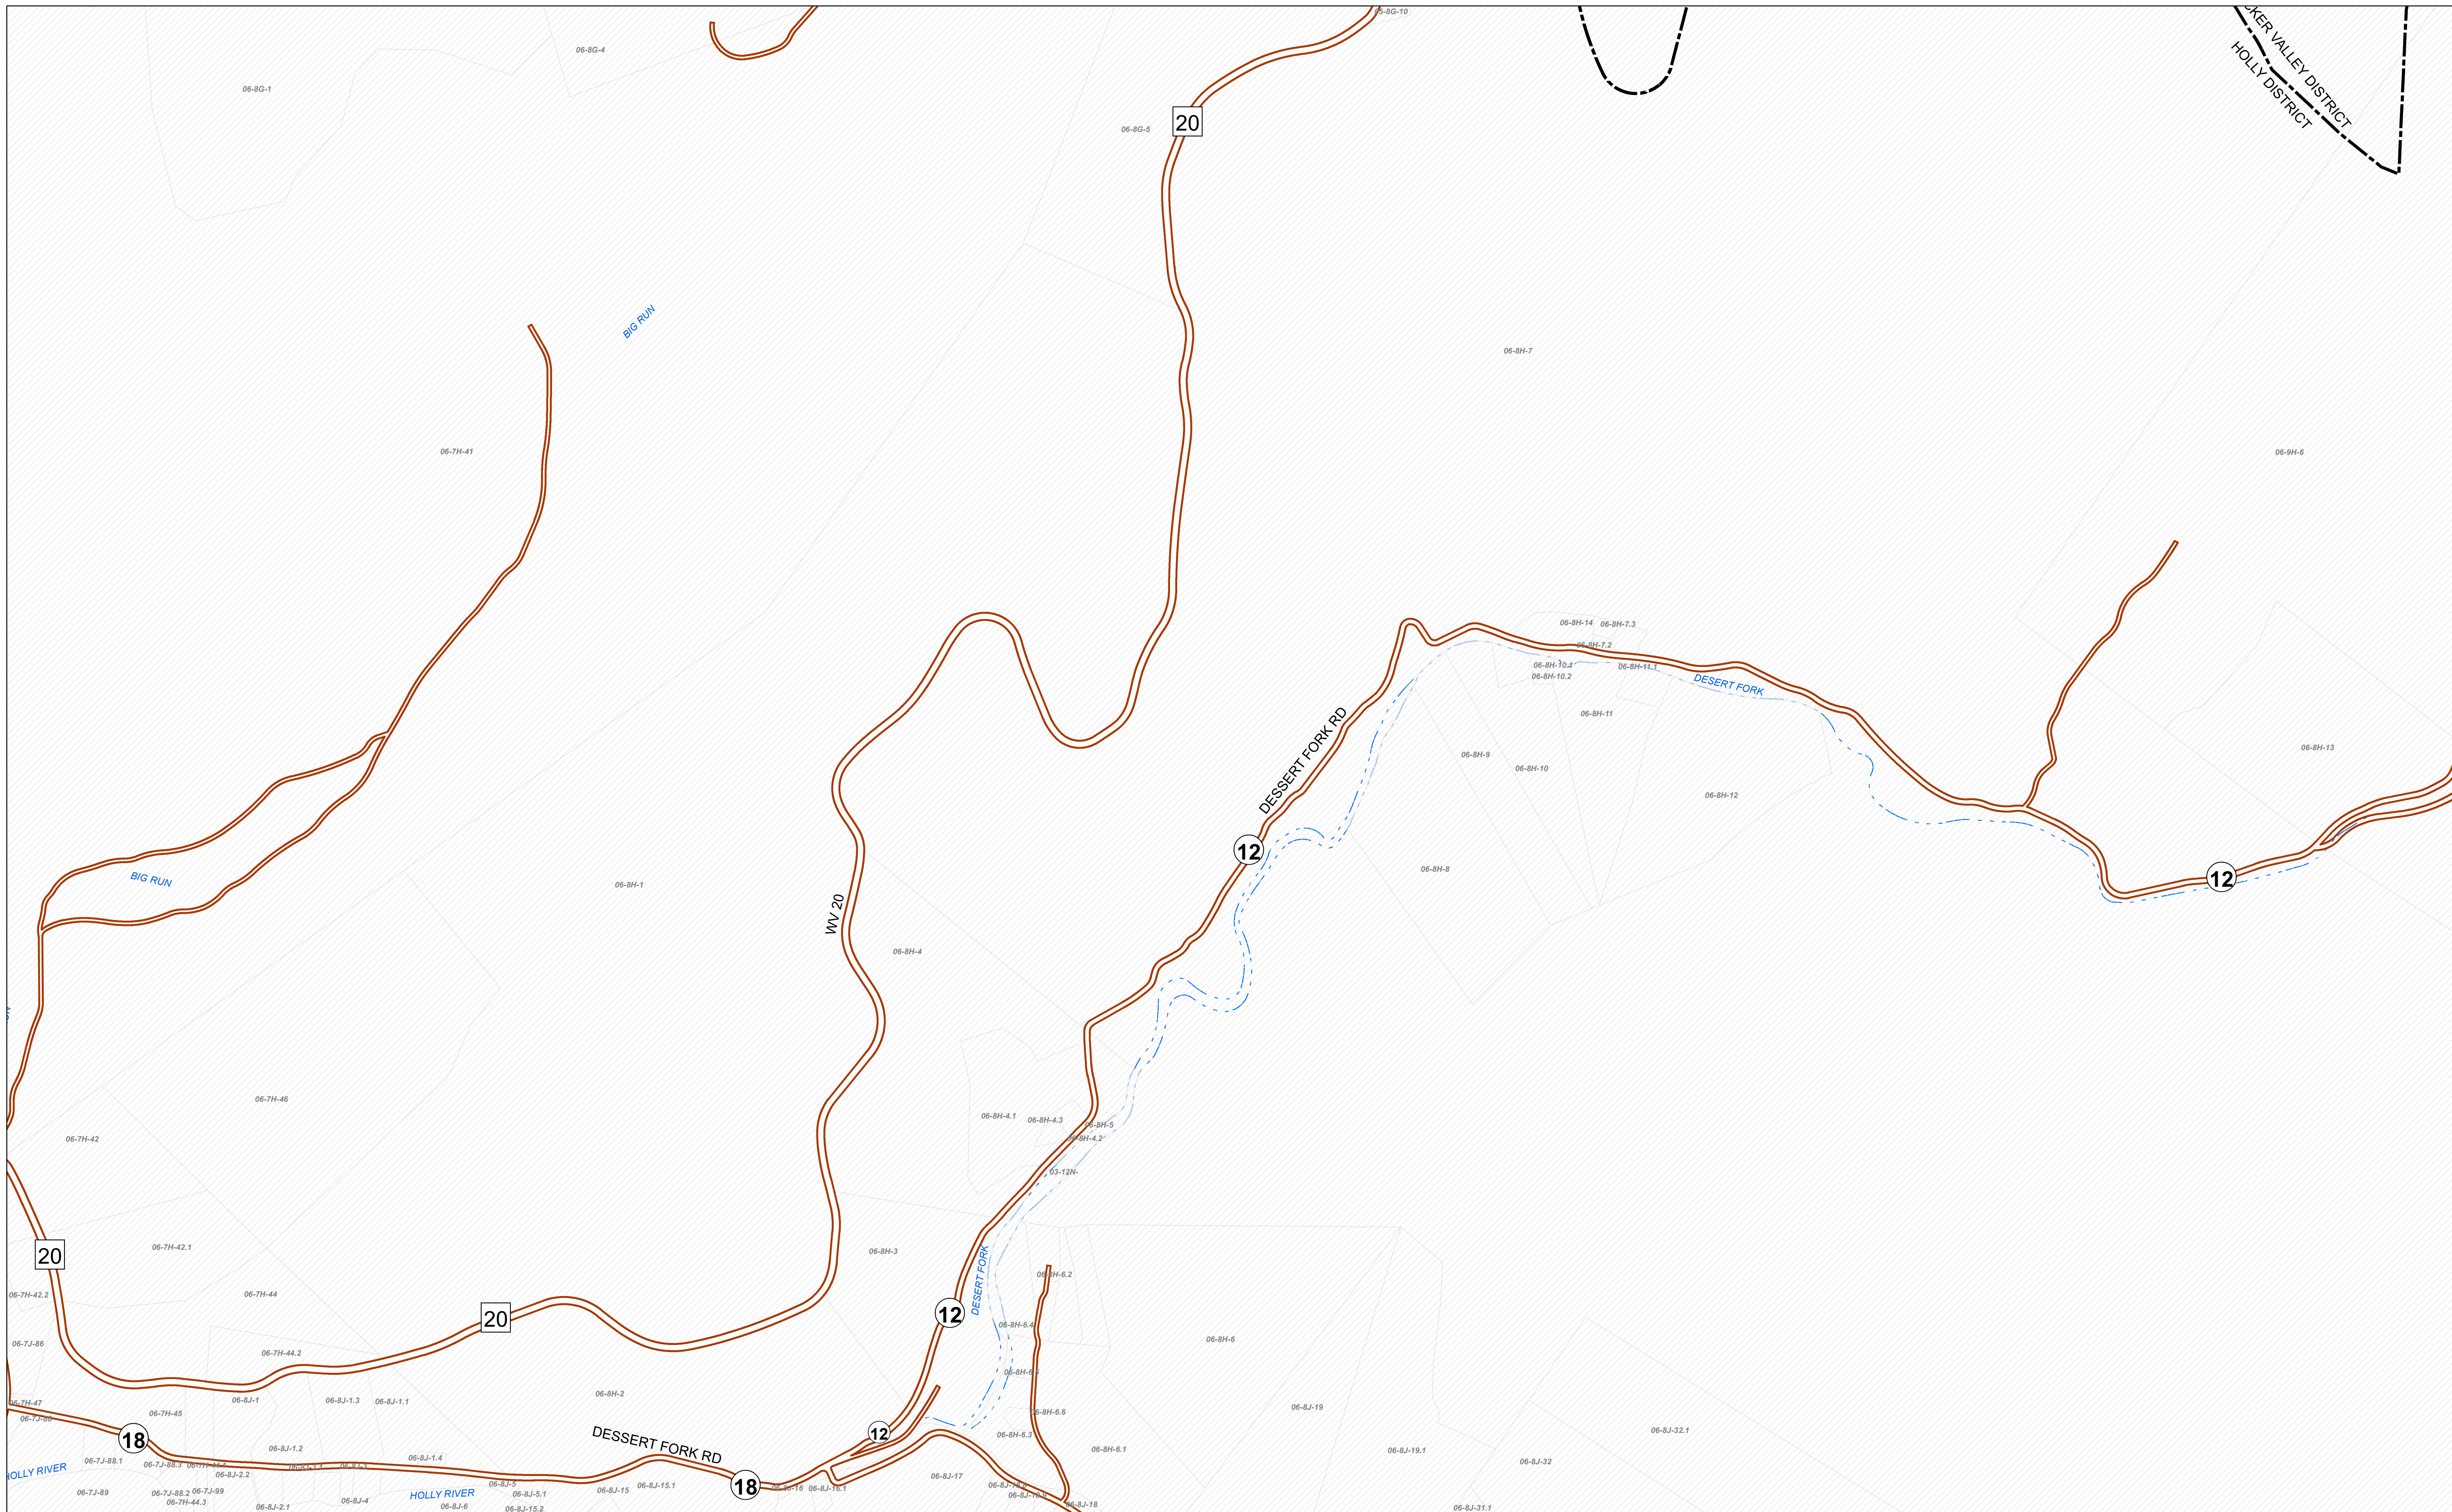 05-8G-10
06-8G-4
06-8G-1
20
06-8G-5
VALLEY DISTRICT
HOLLY DISTRICT
BIG RUN
06-8H-7
06-7H-41
06-9H-6
06-8H-14
06-8H-7.3
06-8H-7.2
06-8H-10.1
06-8H-11.1
06-8H-10.2
DESERT FORK
06-8H-11
DESSERT FORK RD
06-8H-9
06-8H-10
06-8H-13
06-8H-12
12
06-8H-8
12
BIG RUN
06-8H-1
WV 20
06-8H-4
06-7H-46
06-8H-4.1
06-8H-4.3
06-8H-5
06-8H-4.2
06-7H-42
03-12N-
06-7H-42.1
20
06-8H-3
DESERT FORK
06-8H-6.2
06-7H-42.2
06-7H-44
20
12
06-8H-6.4
06-8H-6
06-7J-86
06-7H-44.2
06-8H-2
06-7H-47
06-8J-1
06-8J-1.3
06-8J-1.1
06-7H-45
06-8J-19
06-8H-6.6
18
12
06-8H-6.3
06-8J-32.1
DESSERT FORK RD
06-8J-1.2
06-8H-6.1
06-8J-19.1
06-8J-1.4
06-7J-88.1
06-7J-88.3
06-8J-2.2
06-8J-32
HOLLY RIVER
06-8J-17
18
06-8J-5
06-8J-15.1
06-8J-16
06-8J-16.1
06-7J-89
06-7J-88.2
06-7J-99
HOLLY RIVER
06-8J-5.1
06-8J-15
06-7H-44.3
06-8J-4
06-8J-2.1
06-8J-6
06-8J-15.2
06-8J-18
06-8J-31.1